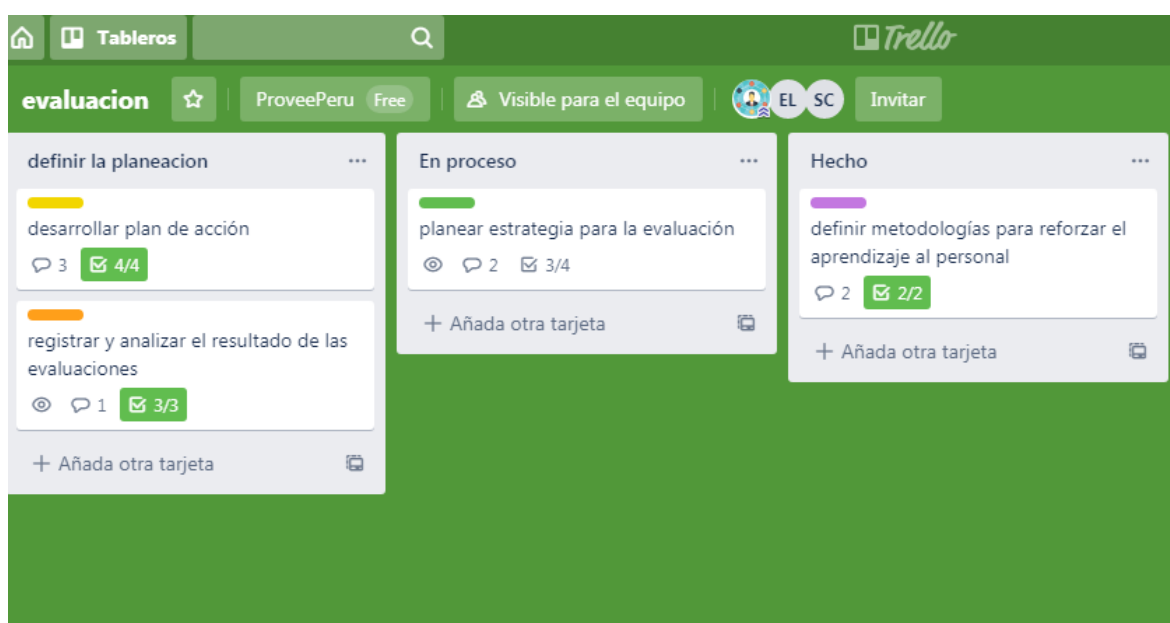 Tableros
Trello
evaluacion
ProveePeru Free
Visible para el equipo
EL
SC
Invitar
definir la planeacion
desarrollar plan de acción
3 4/4
registrar y analizar el resultado de las
evaluaciones
1 3/3
+ Añada otra tarjeta
En proceso
planear estrategia para la evaluación
2 3/4
+ Añada otra tarjeta
Hecho
definir metodologías para reforzar el
aprendizaje al personal
2 2/2
+ Añada otra tarjeta